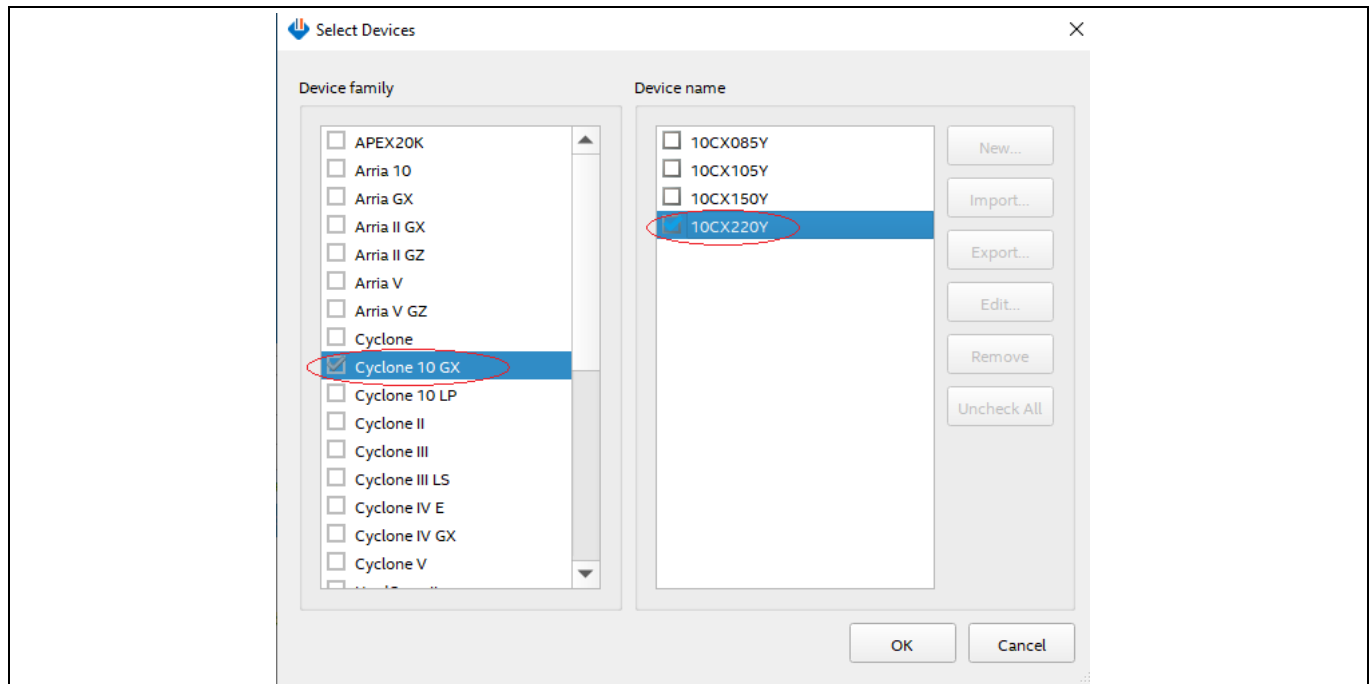 Select Devices
Device family
APEX20K
Arria 10
Arria GX
Arria II GX
Arria II GZ
Arria V
Arria V GZ
Cyclone
Cyclone 10 GX
Cyclone 10 LP
Cyclone II
Cyclone III
Cyclone III LS
Cyclone IV E
Cyclone IV GX
Cyclone V
Device name
10CX085Y
10CX105Y
10CX150Y
10CX220Y
New...
Import...
Export...
Edit...
Remove
Uncheck All
OK
Cancel